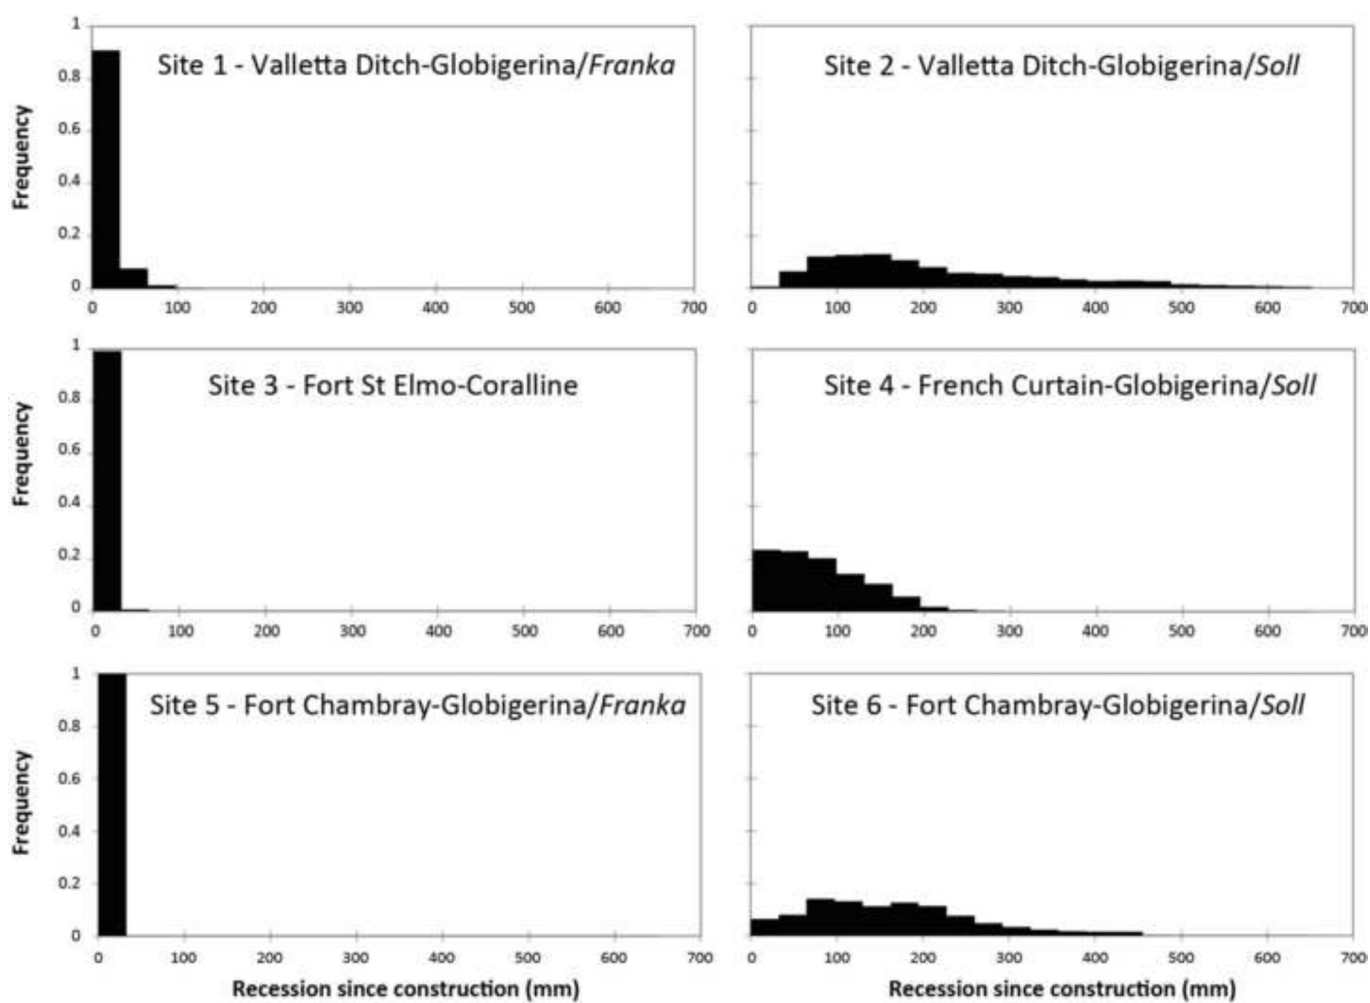 Site 1 - Valletta Ditch-Globigerina/Franka
Frequency
1
0.8
0.6
0.4
0.2
0
0 100 200 300 400 500 600 700
Site 2 - Valletta Ditch-Globigerina/Soll
0 100 200 300 400 500 600 700
Site 3 - Fort St Elmo-Coralline
Frequency
1
0.8
0.6
0.4
0.2
0
0 100 200 300 400 500 600 700
Site 4 - French Curtain-Globigerina/Soll
0 100 200 300 400 500 600 700
Site 5 - Fort Chambray-Globigerina/Franka
Frequency
1
0.8
0.6
0.4
0.2
0
0 100 200 300 400 500 600 700
Recession since construction (mm)
Site 6 - Fort Chambray-Globigerina/Soll
0 100 200 300 400 500 600 700
Recession since construction (mm)